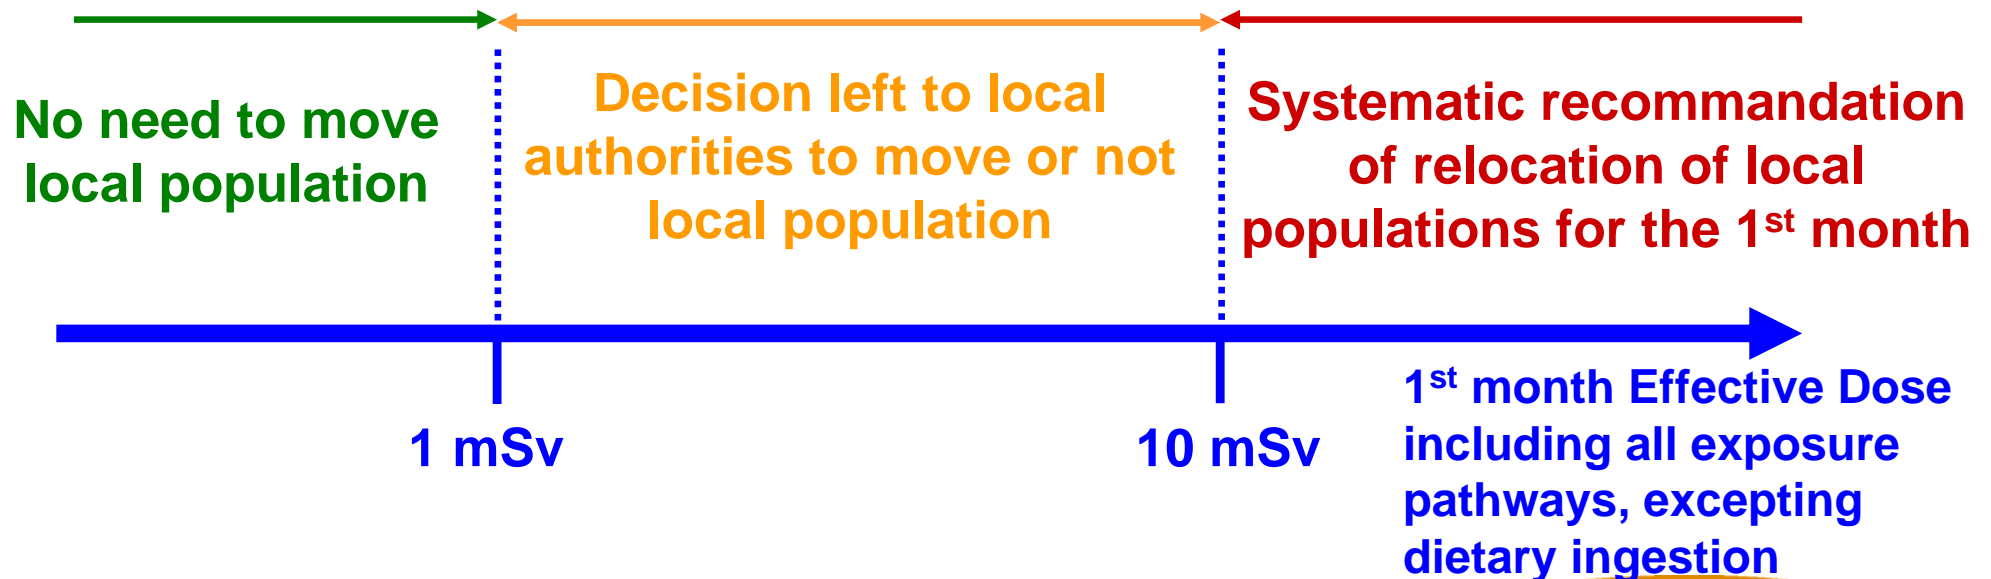 No need to move
local population
Decision left to local
authorities to move or not
local population
Systematic recommandation
of relocation of local
populations for the 1st month
1 mSv
10 mSv
1st month Effective Dose
including all exposure
pathways, excepting
dietary ingestion